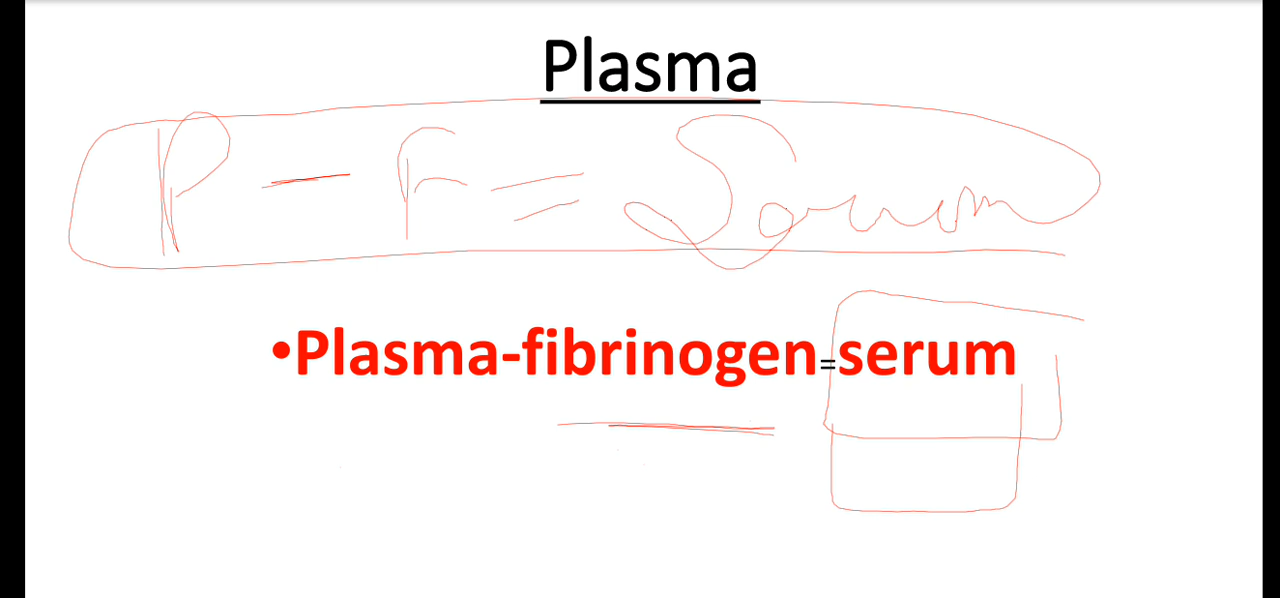 Plasma
P - F = Serum
•Plasma-fibrinogen=serum